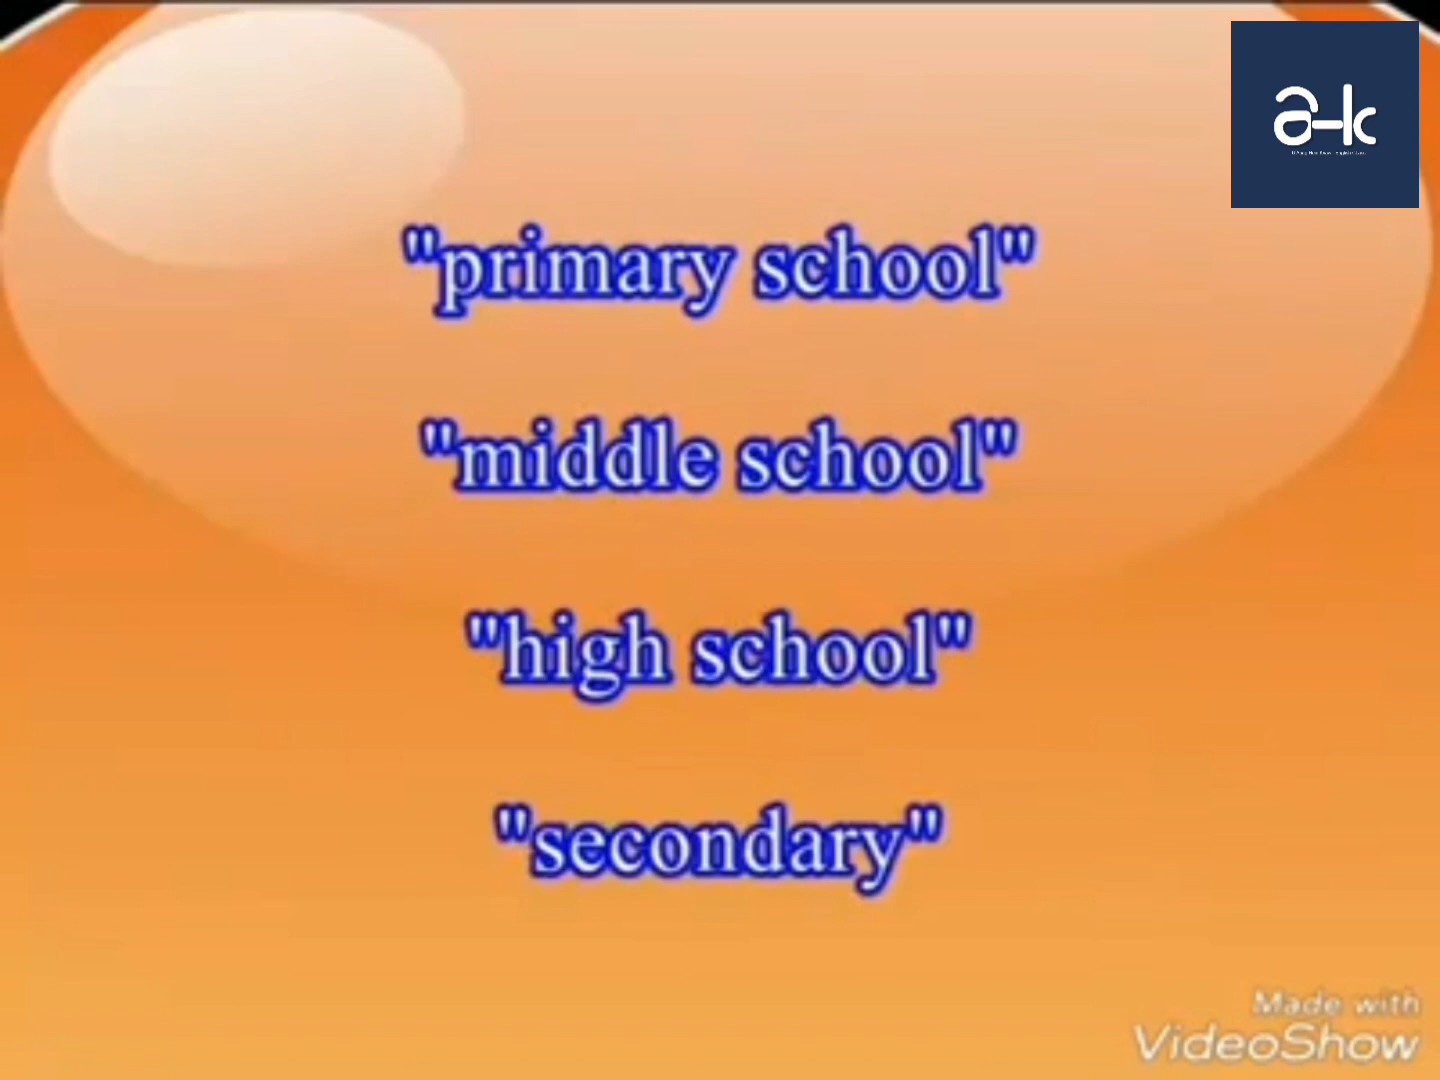 a-k
"primary school"
"middle school"
"high school"
"secondary"
Made with
VideoShow